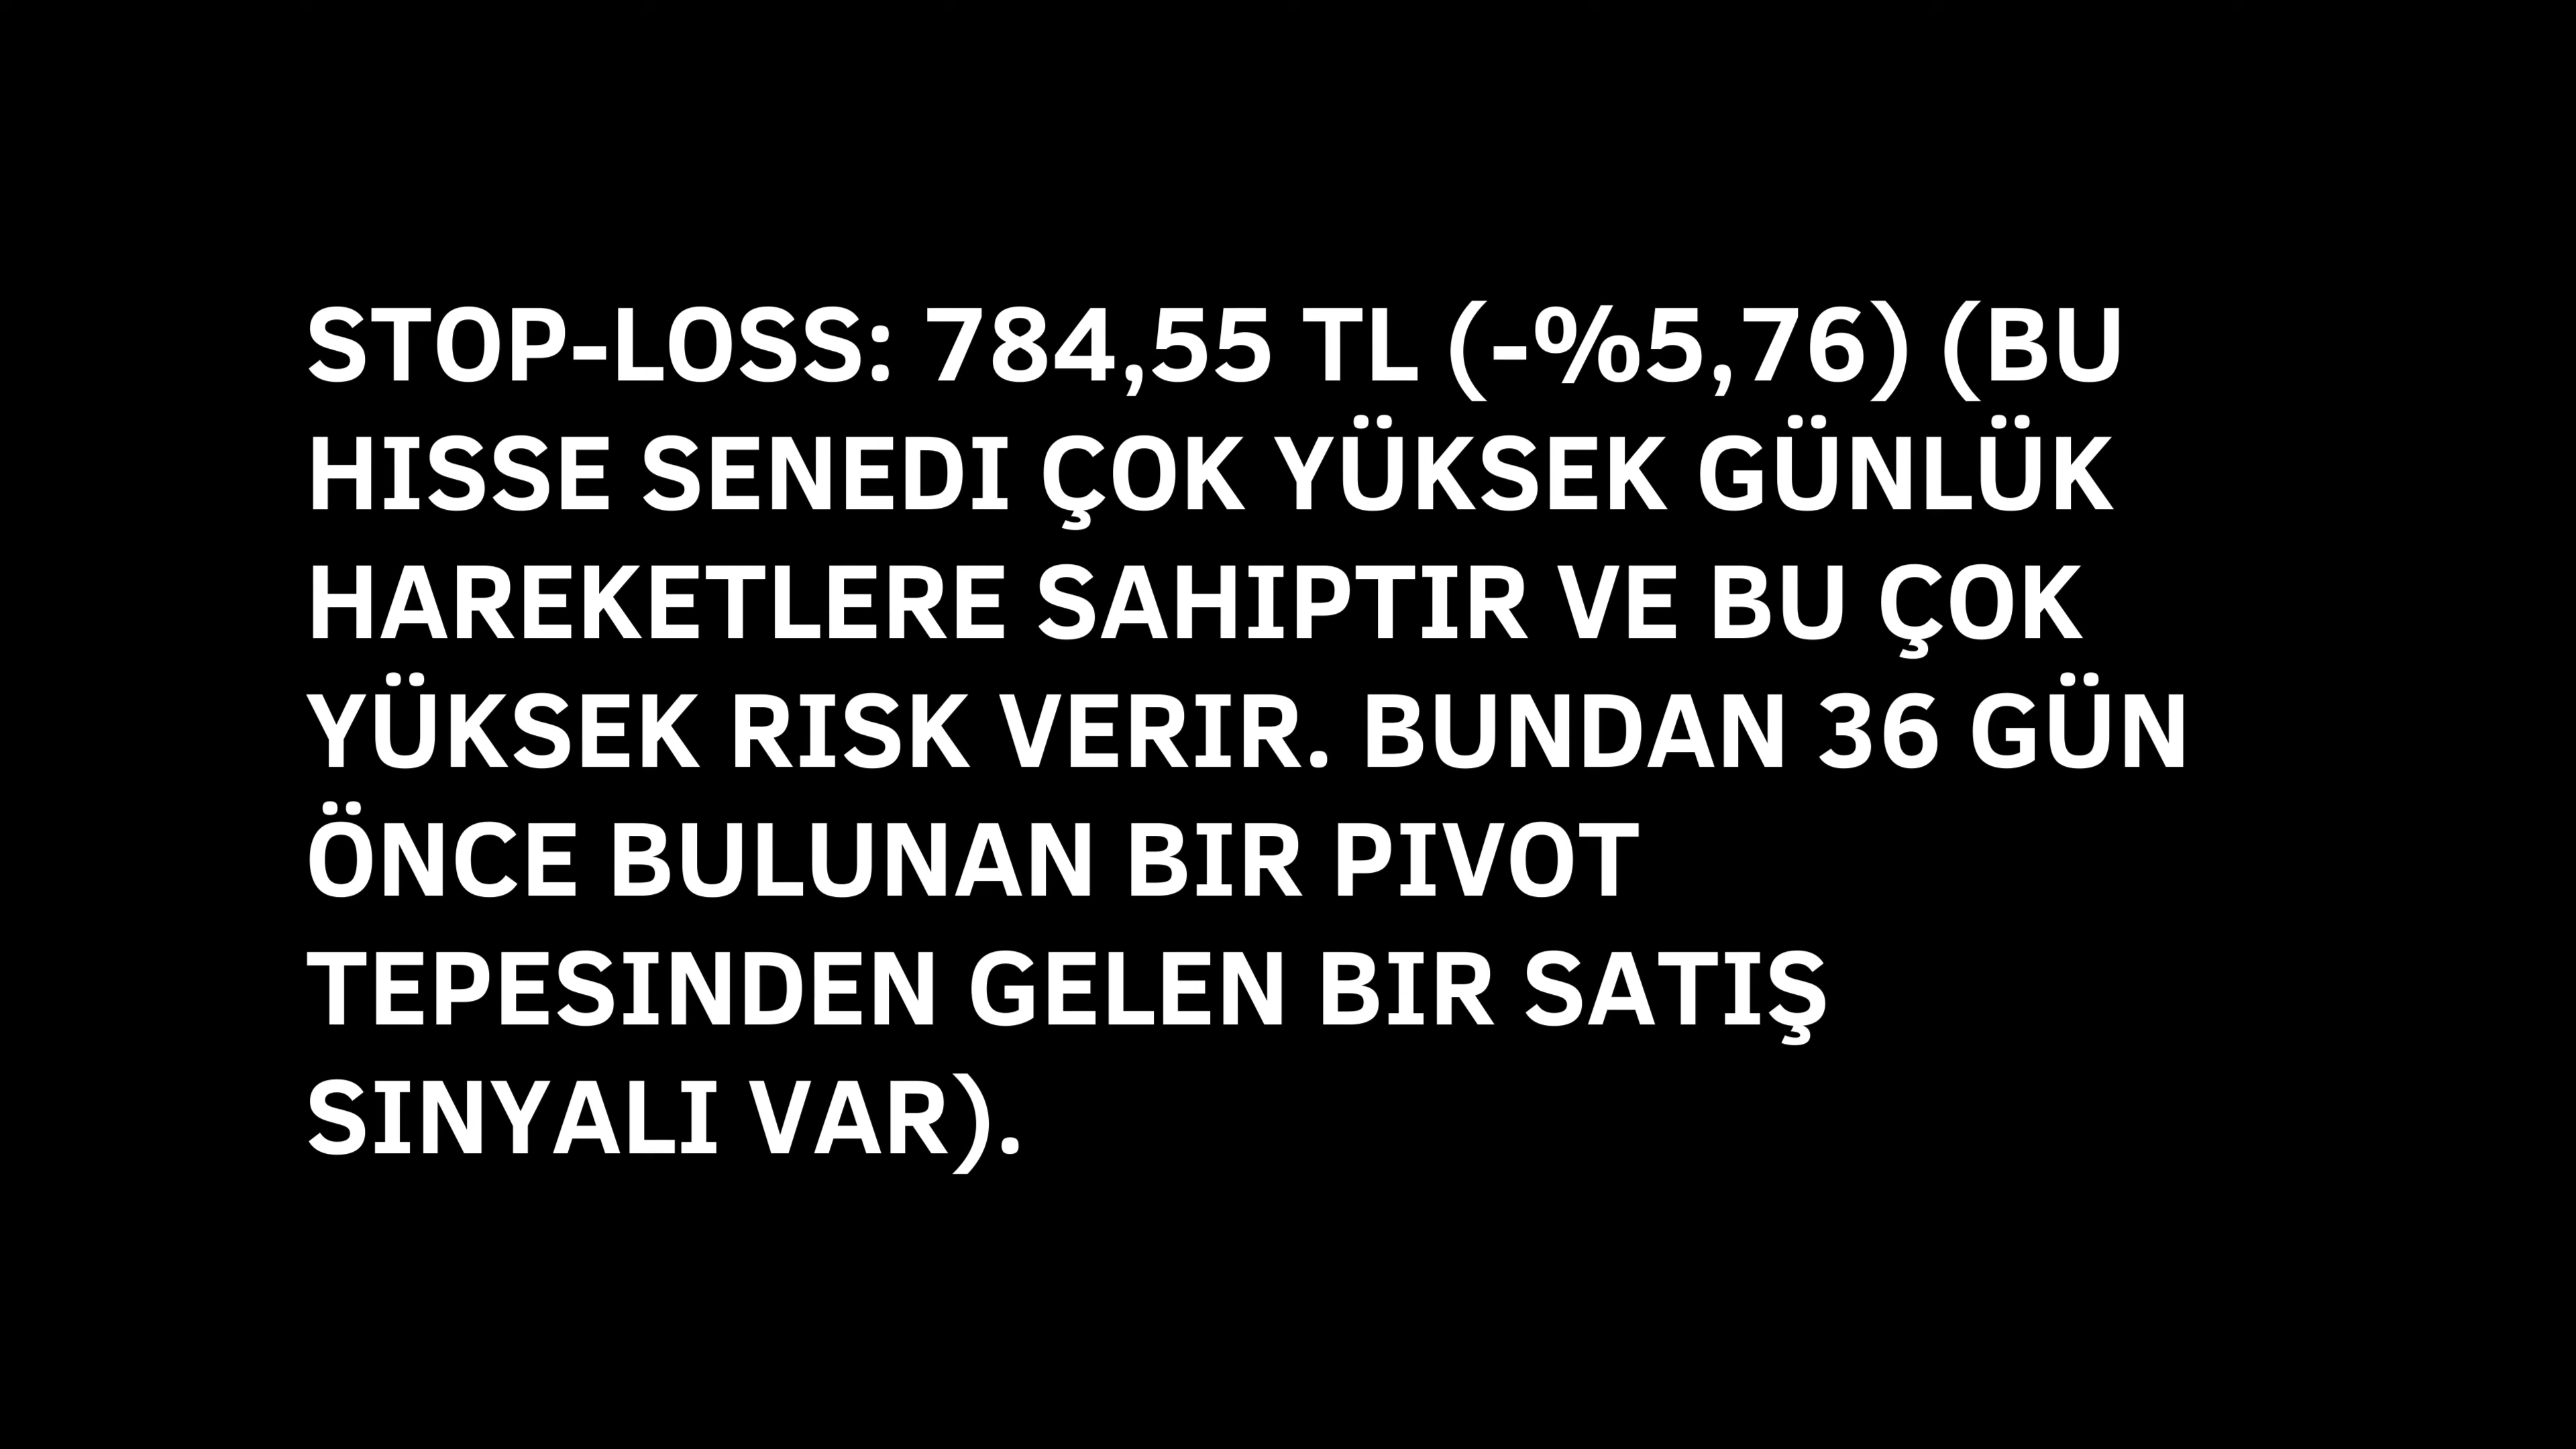 STOP-LOSS: 784,55 TL (-%5,76) (BU
HISSE SENEDI ÇOK YÜKSEK GÜNLÜK
HAREKETLERE SAHIPTIR VE BU ÇOK
YÜKSEK RISK VERIR. BUNDAN 36 GÜN
ÖNCE BULUNAN BIR PIVOT
TEPESINDEN GELEN BIR SATIŞ
SINYALI VAR).